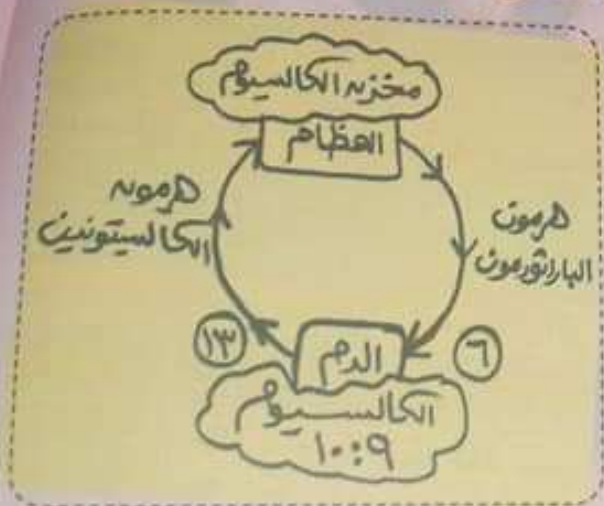 مخزن الكالسيوم
العظام
هرمون
الباراثورمون
هرمون
الكالسيتونين
٦
١٣
الدم
الكالسيوم
٩:١٠